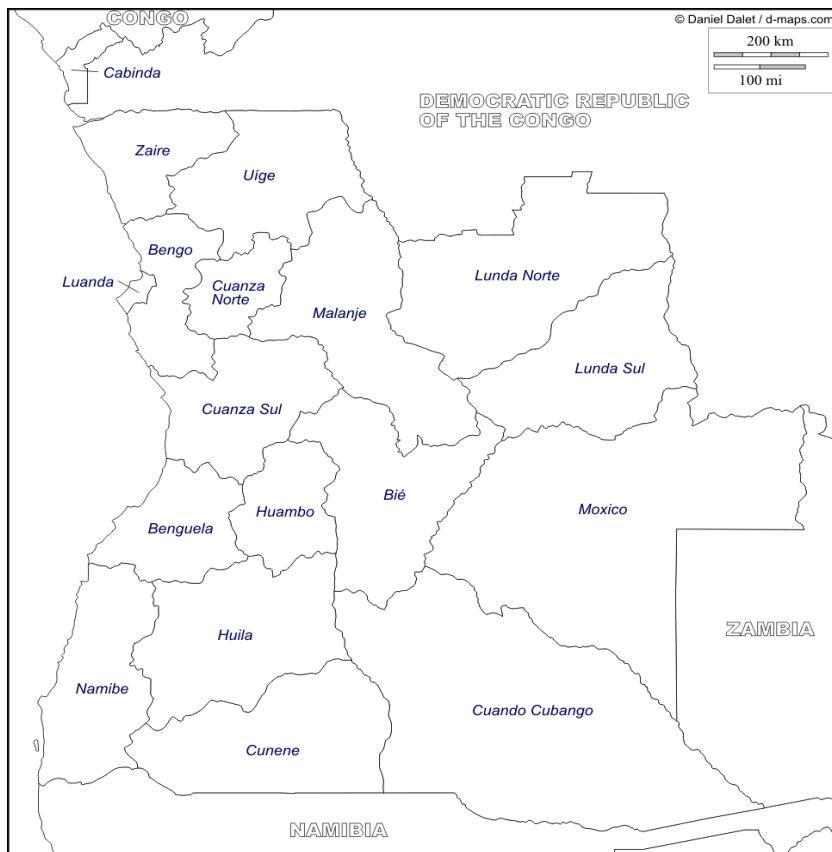 CONGO
© Daniel Dalet / d-maps.com
200 km
100 mi
Cabinda
DEMOCRATIC REPUBLIC
OF THE CONGO
Zaire
Uige
Bengo
Luanda
Cuanza
Norte
Lunda Norte
Malanje
Lunda Sul
Cuanza Sul
Bié
Huambo
Moxico
Benguela
Huila
ZAMBIA
Namibe
Cuando Cubango
Cunene
NAMIBIA